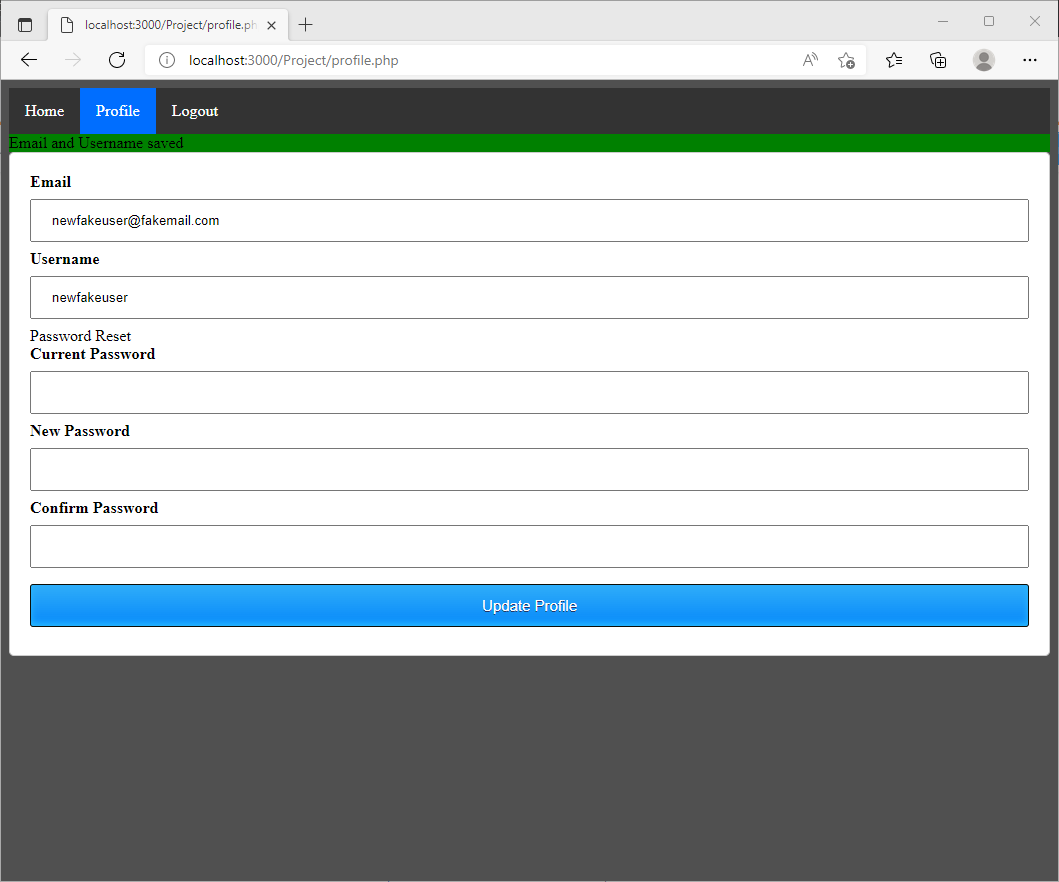 localhost:3000/Project/profile.ph
localhost:3000/Project/profile.php
Home Profile Logout
Email and Username saved
Email
newfakeuser@fakemail.com
Username
newfakeuser
Password Reset
Current Password
New Password
Confirm Password
Update Profile